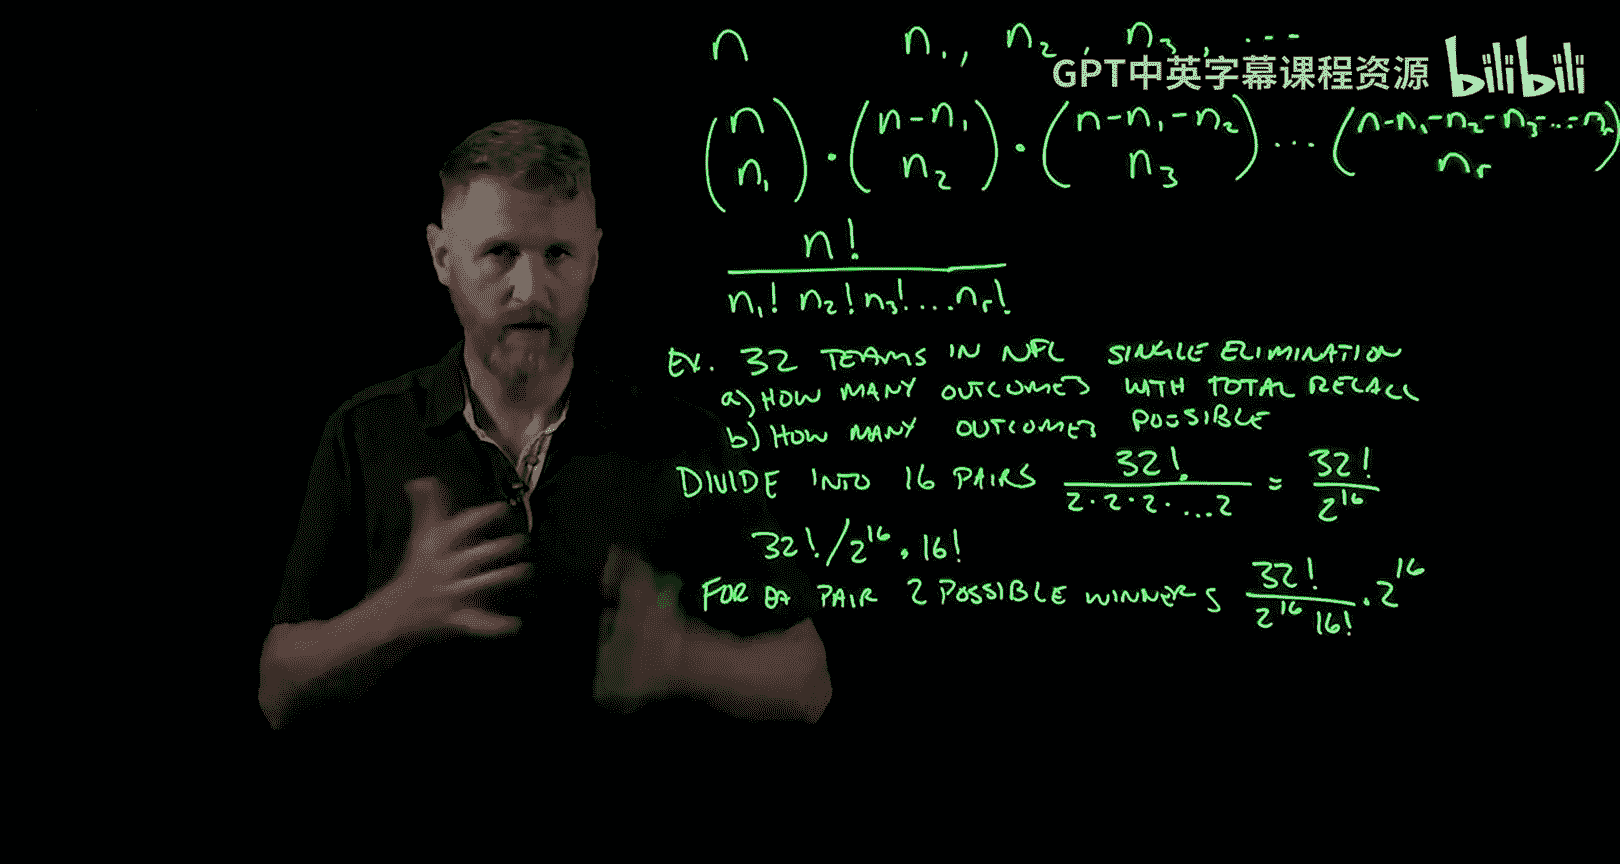 n n₁, n₂, n₃, ...
GPT中英字幕课程资源 bilibili
(n n₁) · (n-n₁ n₂) · (n-n₁-n₂ n₃) ... (n-n₁-n₂-n₃-...-nᵣ nᵣ)
n!
n₁! n₂! n₃! .... nᵣ!
EX. 32 TEAMS IN NFL SINGLE ELIMINATION
a) HOW MANY OUTCOMES WITH TOTAL RECALL
b) HOW MANY OUTCOMES POSSIBLE
DIVIDE INTO 16 PAIRS 32! / 2·2·2·...2 = 32! / 2¹⁶
32!/2¹⁶ · 16!
FOR PAIR 2 POSSIBLE WINNERS 32! / 2¹⁶ 16! · 2¹⁶